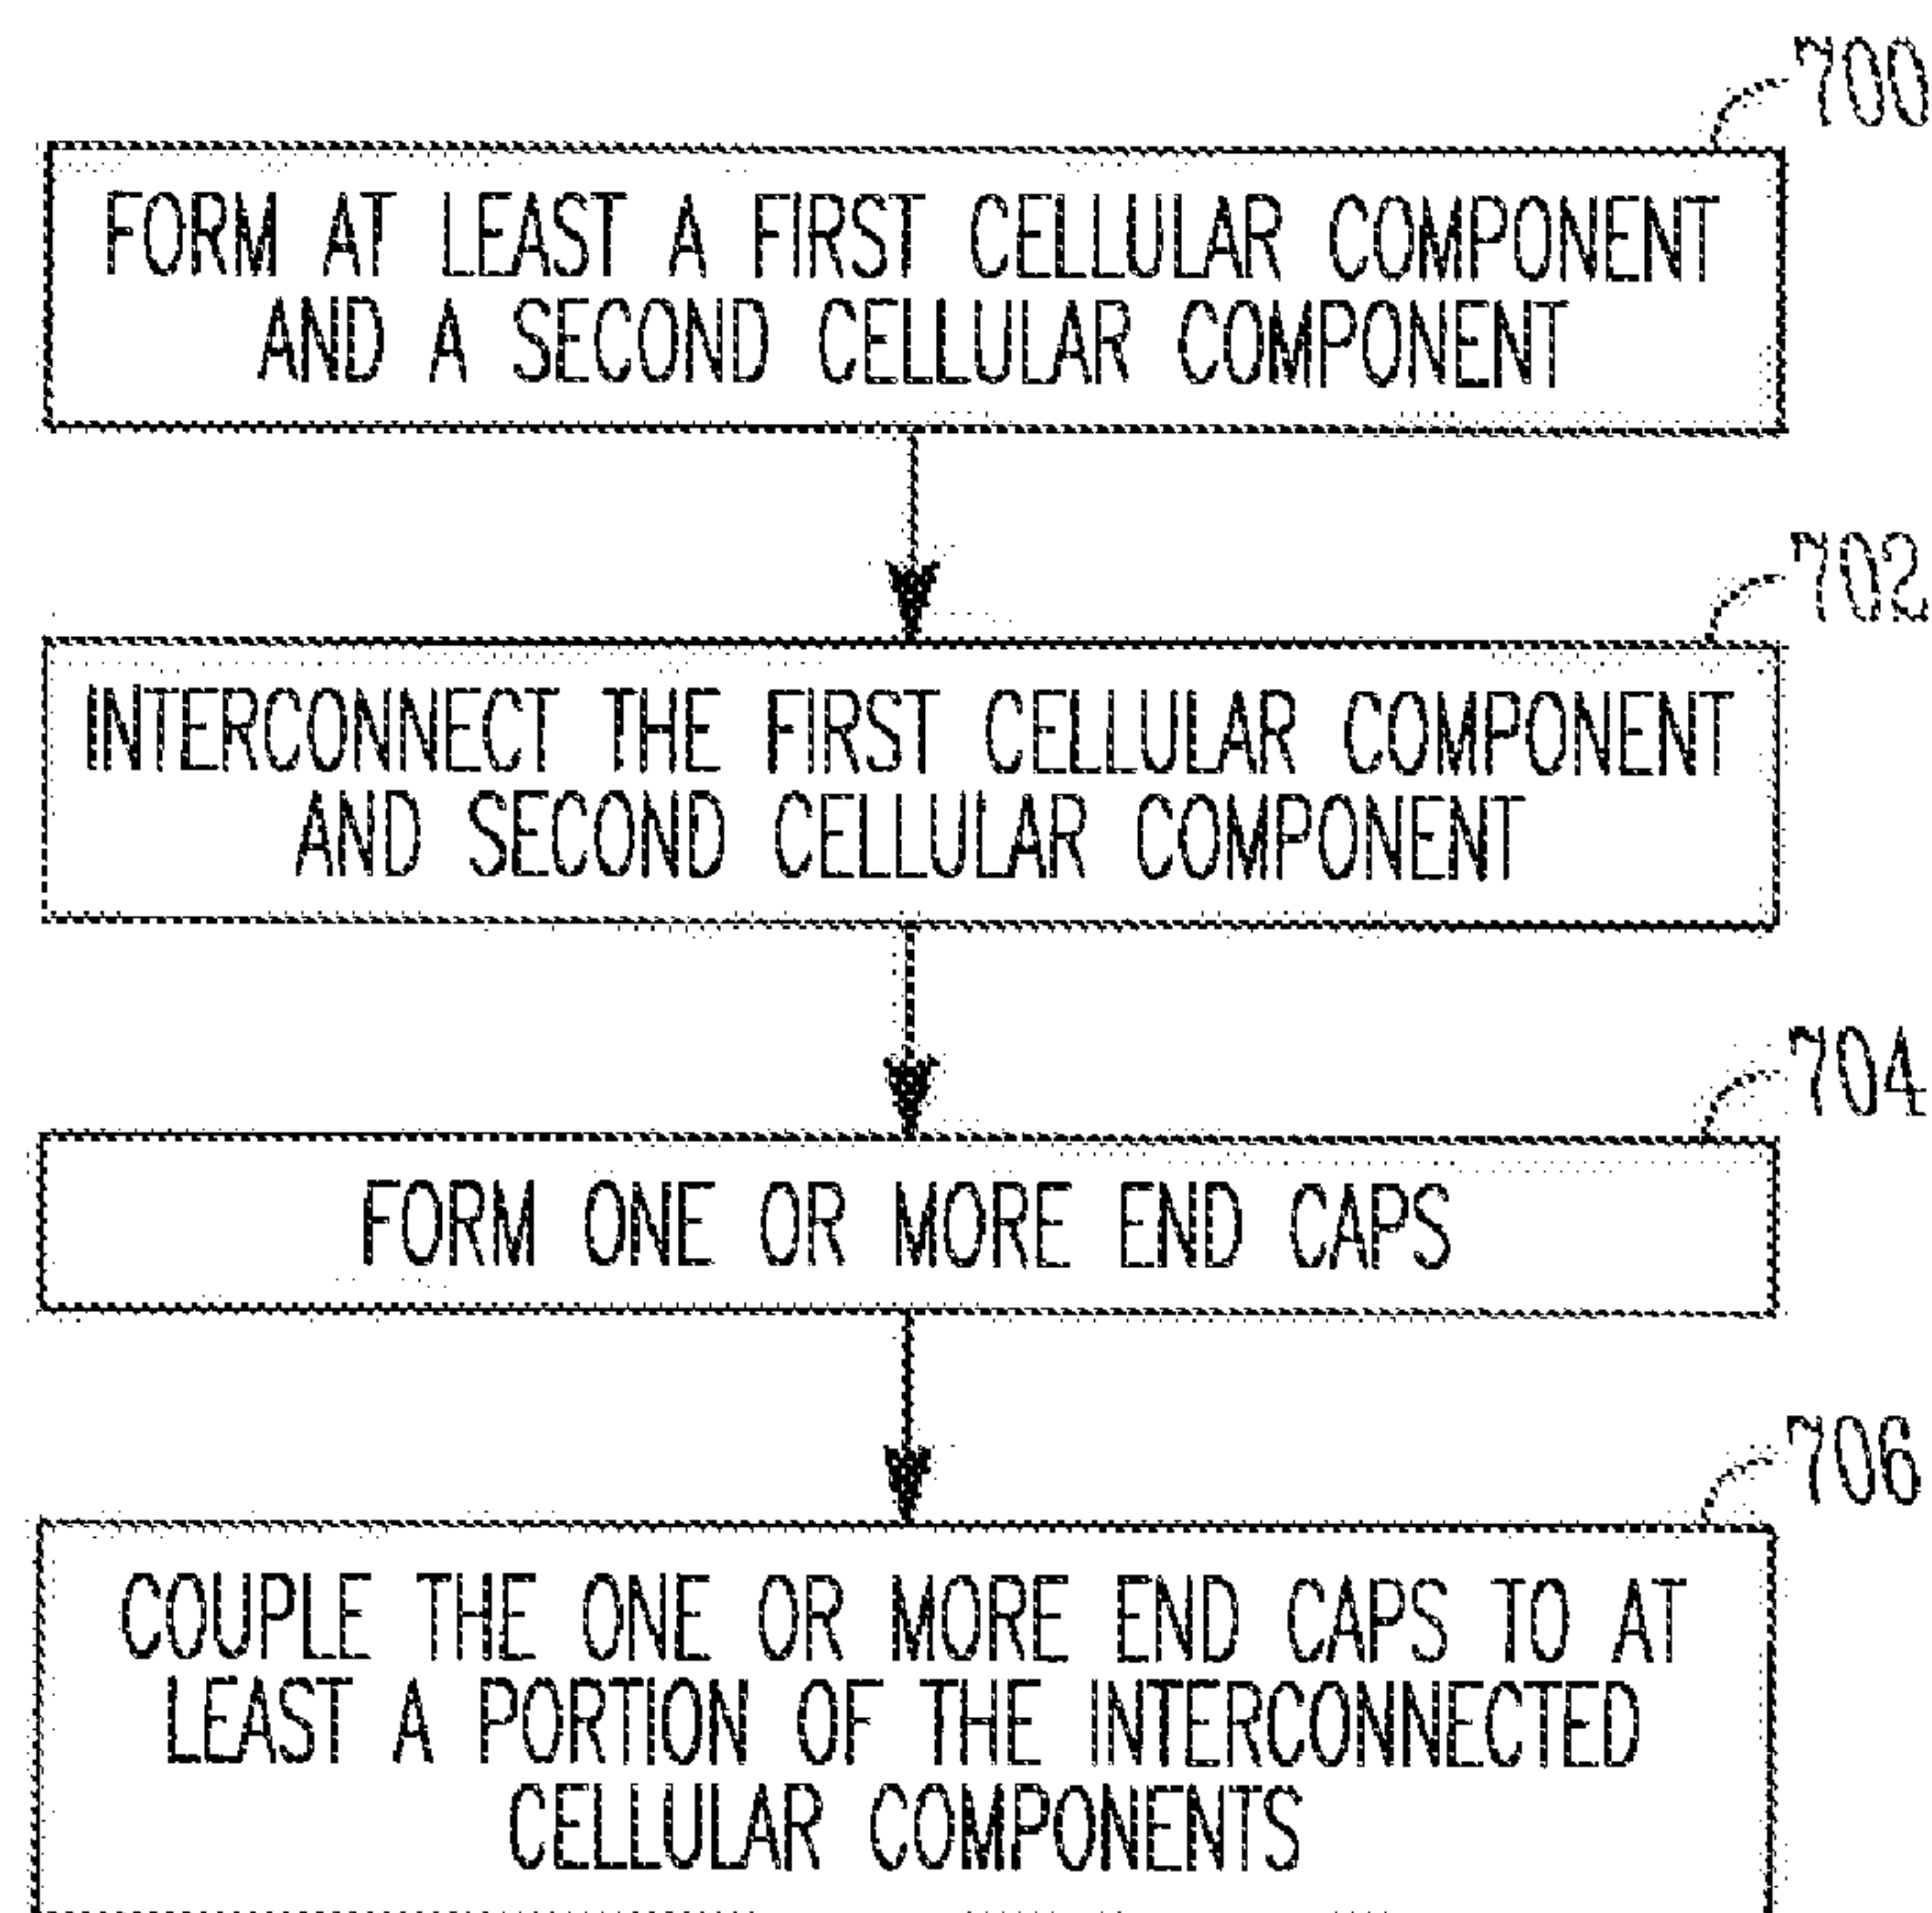 700
FORM AT LEAST A FIRST CELLULAR COMPONENT
AND A SECOND CELLULAR COMPONENT
702
INTERCONNECT THE FIRST CELLULAR COMPONENT
AND SECOND CELLULAR COMPONENT
704
FORM ONE OR MORE END CAPS
706
COUPLE THE ONE OR MORE END CAPS TO AT
LEAST A PORTION OF THE INTERCONNECTED
CELLULAR COMPONENTS